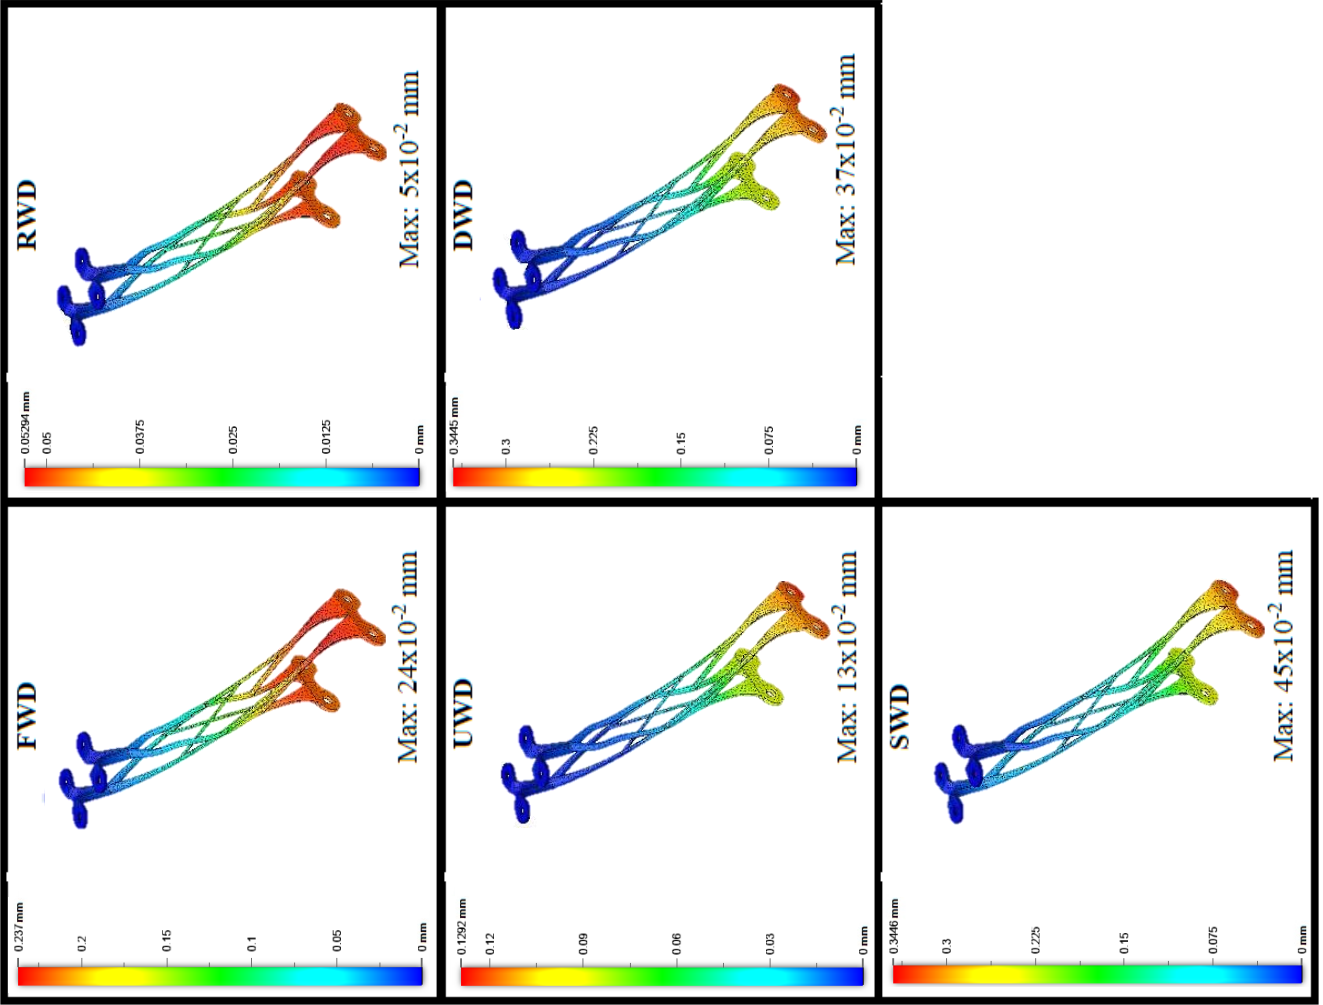 FWD
0.237 mm
0.2
0.15
0.1
0.05
0 mm
Max: 24x10⁻² mm
RWD
0.05294 mm
0.05
0.0375
0.025
0.0125
0 mm
Max: 5x10⁻² mm
UWD
0.1292 mm
0.12
0.09
0.06
0.03
0 mm
Max: 13x10⁻² mm
DWD
0.3445 mm
0.3
0.225
0.15
0.075
0 mm
Max: 37x10⁻² mm
SWD
0.3446 mm
0.3
0.225
0.15
0.075
0 mm
Max: 45x10⁻² mm